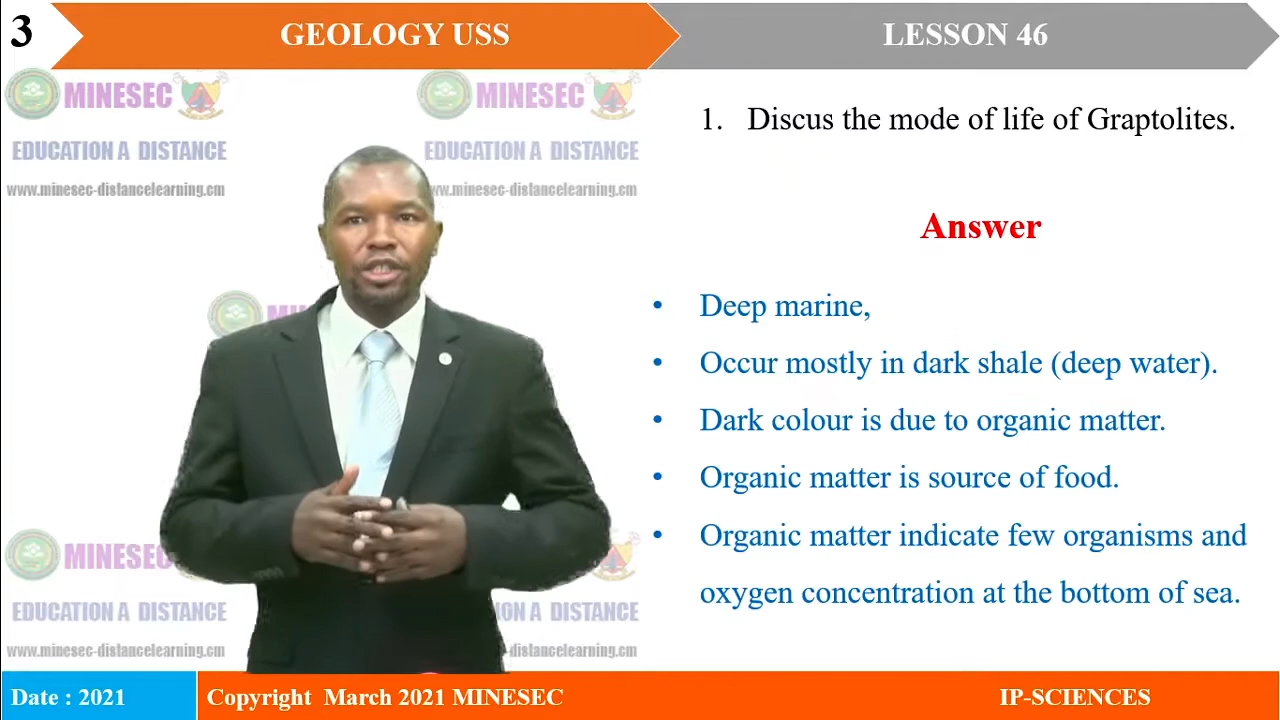 3
GEOLOGY USS
LESSON 46
MINESEC
MINESEC
EDUCATION A DISTANCE
EDUCATION A DISTANCE
www.minesec-distancelearning.cm
www.minesec-distancelearning.cm
1. Discus the mode of life of Graptolites.
Answer
• Deep marine,
• Occur mostly in dark shale (deep water).
• Dark colour is due to organic matter.
• Organic matter is source of food.
• Organic matter indicate few organisms and
oxygen concentration at the bottom of sea.
MINESEC
EDUCATION A DISTANCE
DISTANCE
www.minesec-distancelearning.cm
-distancelearning.cm
Date : 2021
Copyright March 2021 MINESEC
IP-SCIENCES